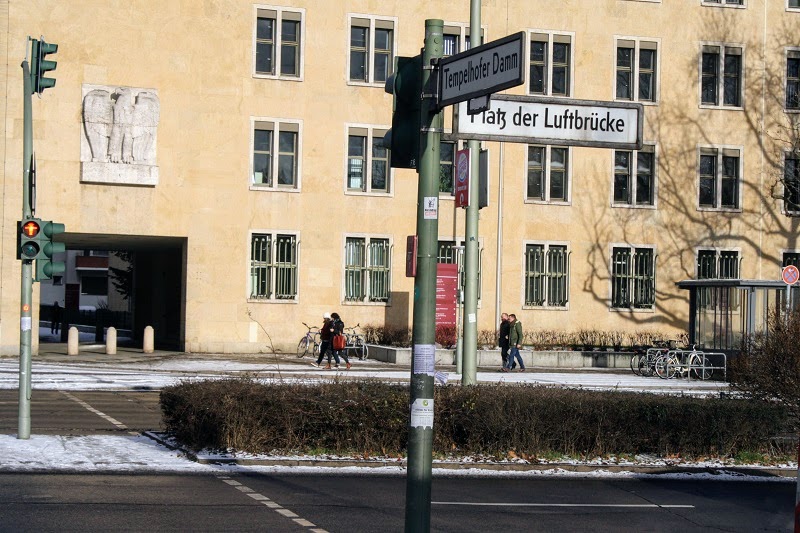 Tempelhofer Damm
Platz der Luftbrücke